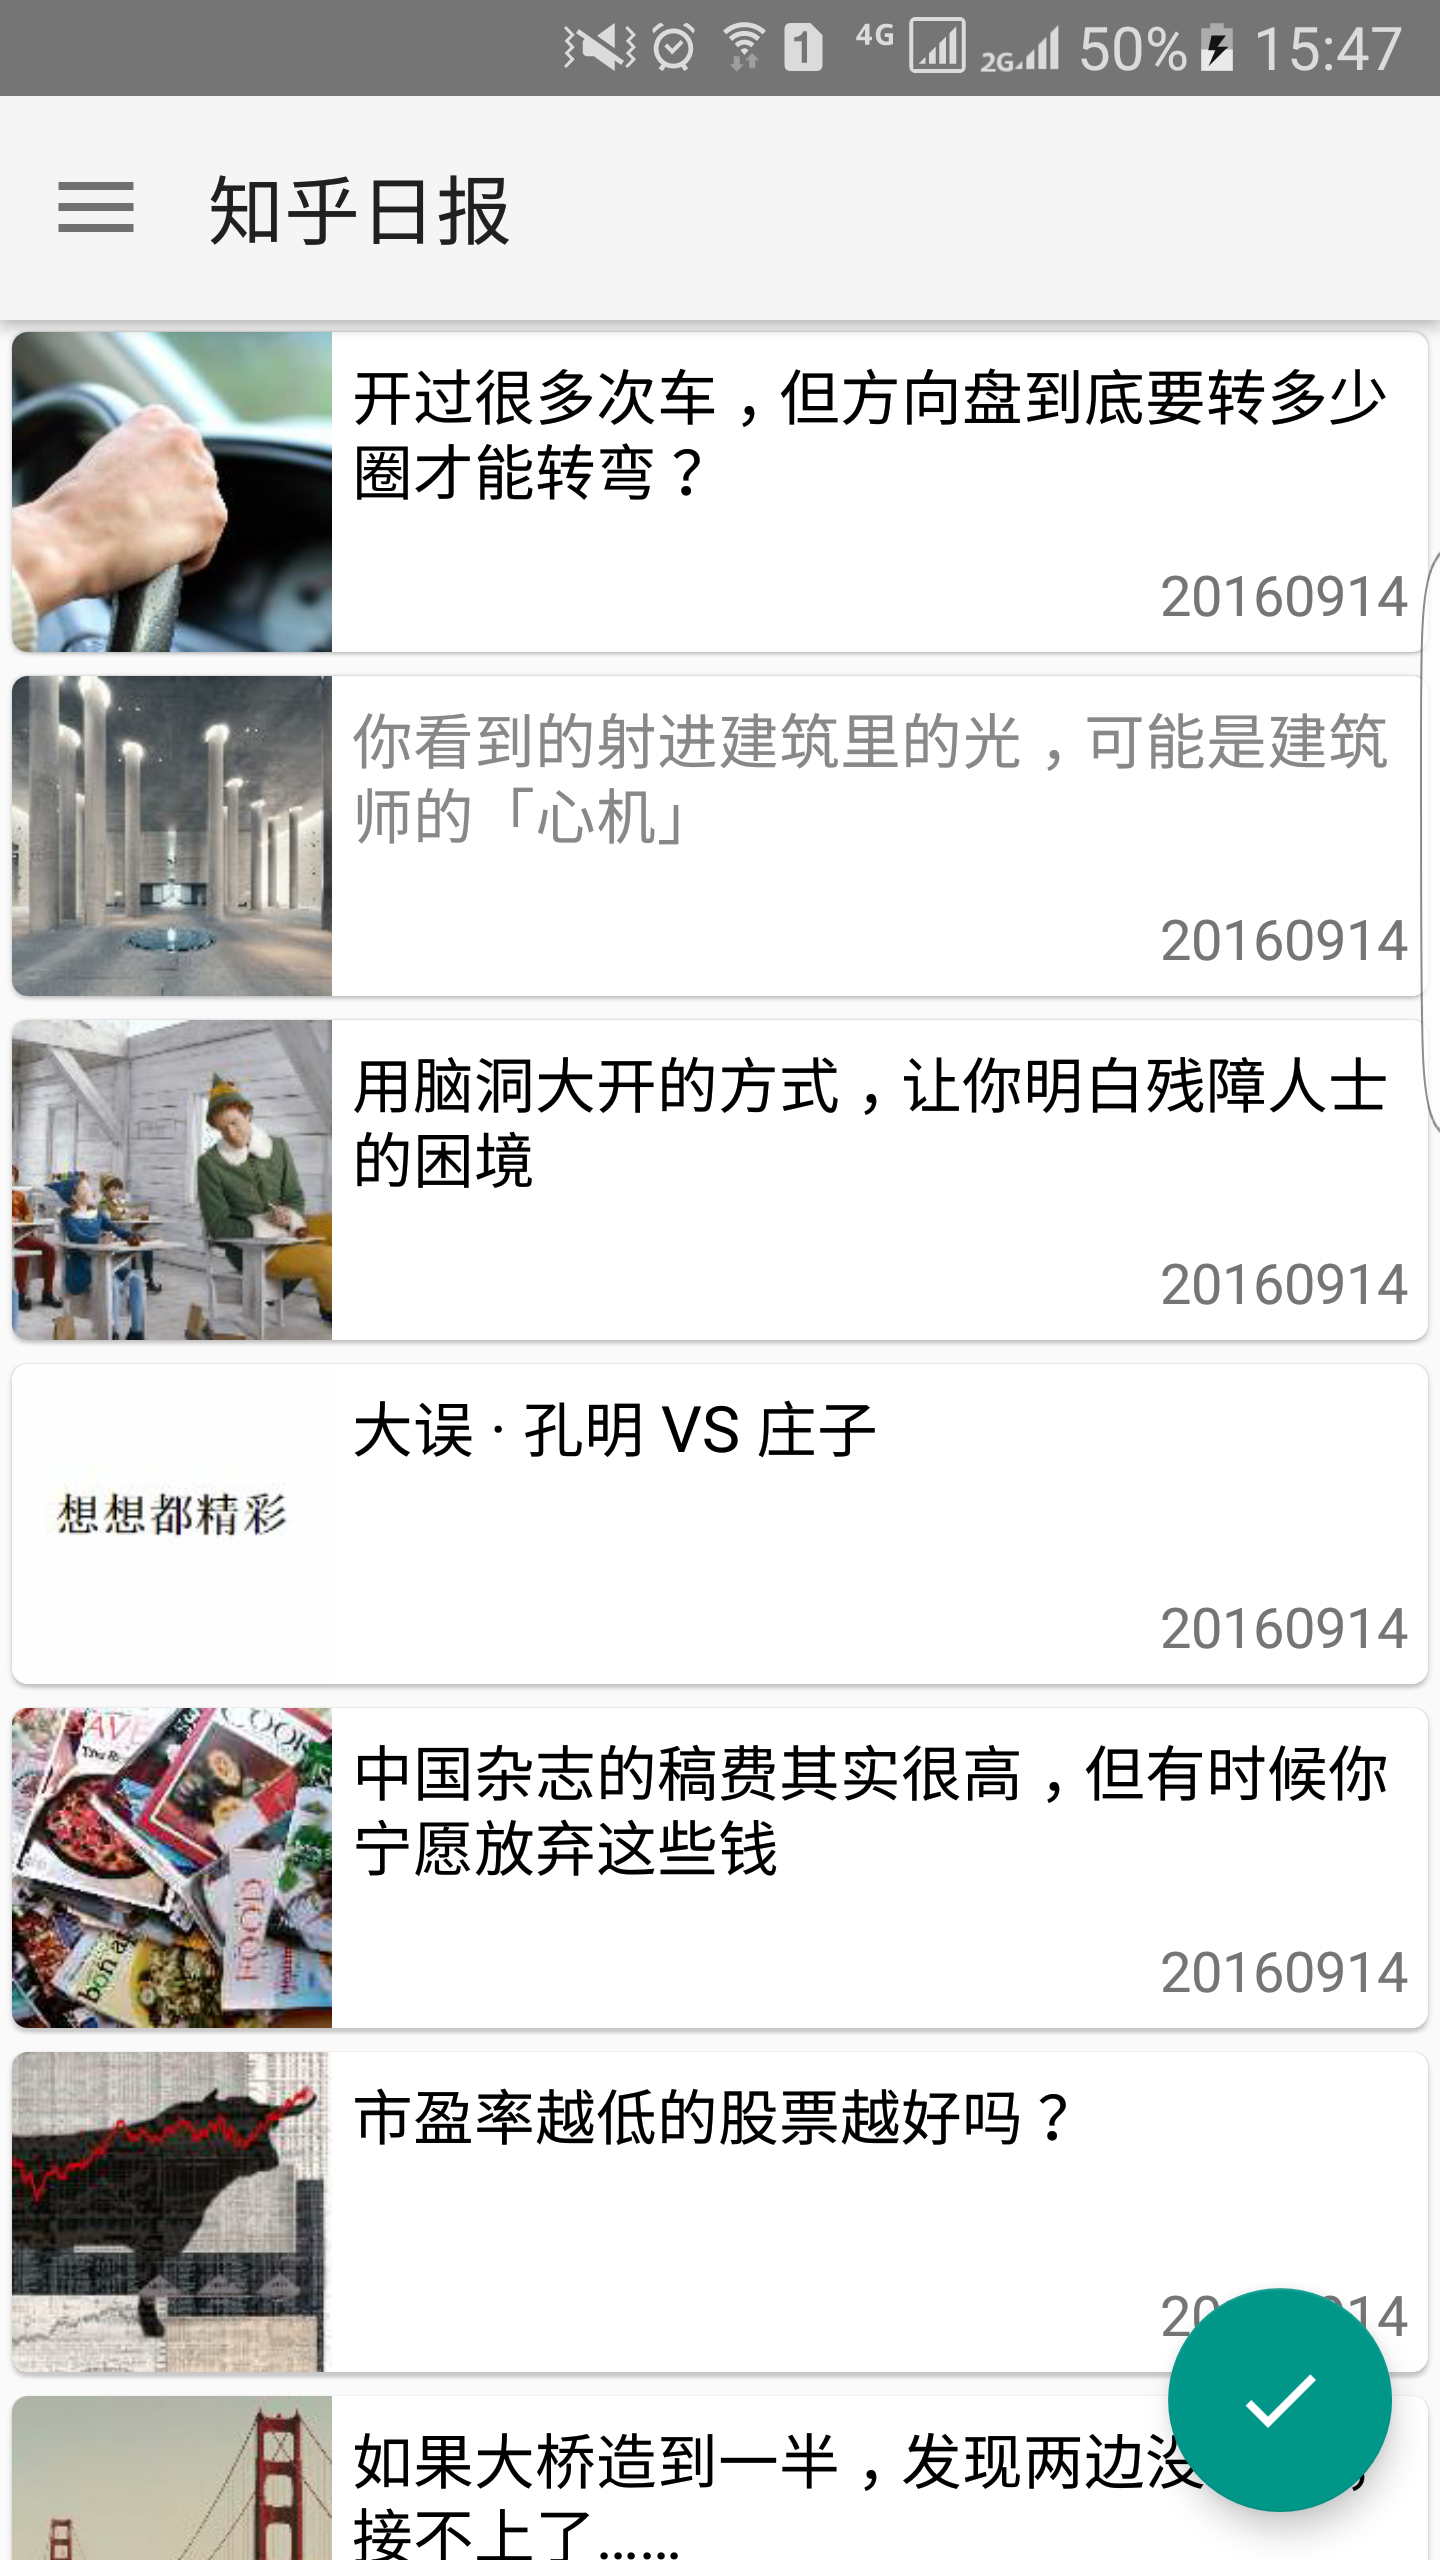 4G 2G 50% 15:47
知乎日报
开过很多次车，但方向盘到底要转多少
圈才能转弯？
20160914
你看到的射进建筑里的光，可能是建筑
师的「心机」
20160914
用脑洞大开的方式，让你明白残障人士
的困境
20160914
大误 · 孔明 VS 庄子
想想都精彩
20160914
中国杂志的稿费其实很高，但有时候你
宁愿放弃这些钱
20160914
市盈率越低的股票越好吗？
如果大桥造到一半，发现两边
接不上了……